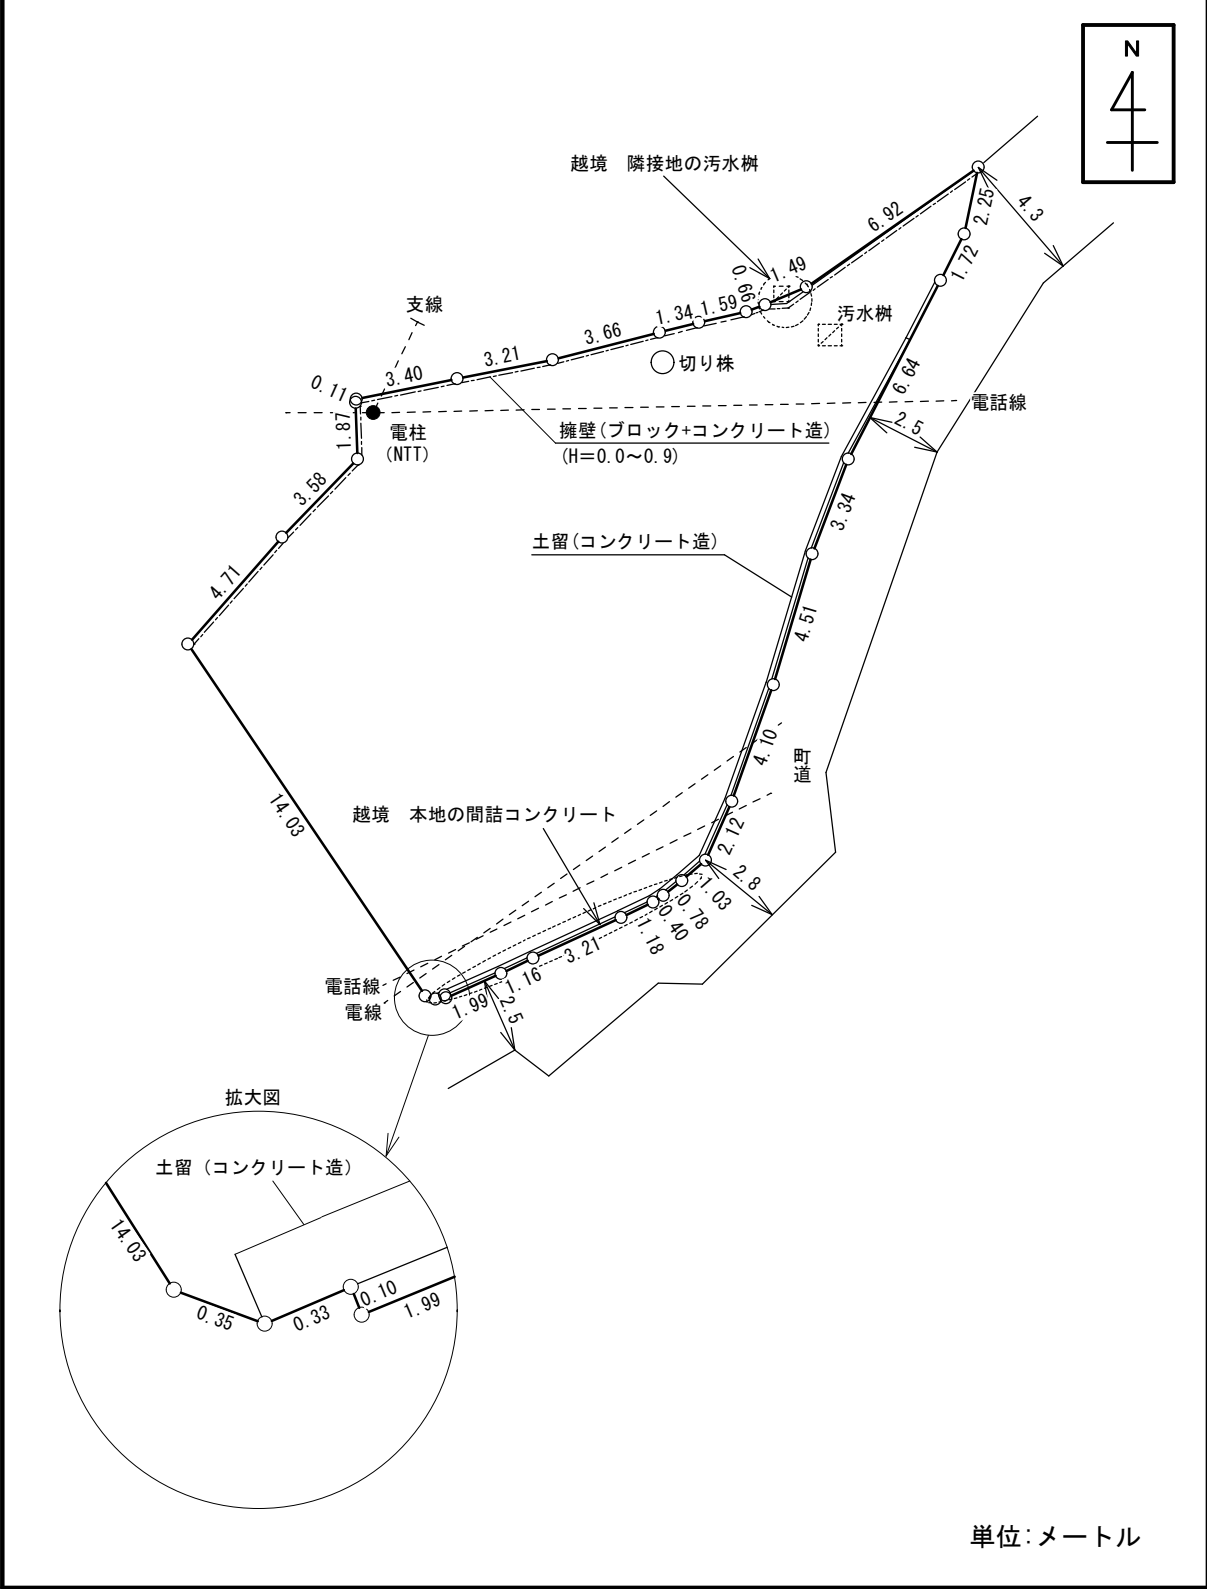 N
越境 隣接地の汚水桝
4.3
2.25
6.92
1.72
1.49
0.66
支線
汚水桝
1.59
1.34
3.66
3.21
切り株
3.40
0.11
6.64
電話線
1.87
電柱
(NTT)
擁壁(ブロック+コンクリート造)
(H=0.0~0.9)
2.5
3.58
3.34
土留(コンクリート造)
4.71
4.51
4.10
町道
14.03
越境 本地の間詰コンクリート
2.12
2.8
1.03
0.78
0.40
1.18
3.21
1.16
1.99
2.5
電話線
電線
拡大図
土留(コンクリート造)
14.03
0.35
0.33
0.10
1.99
単位:メートル